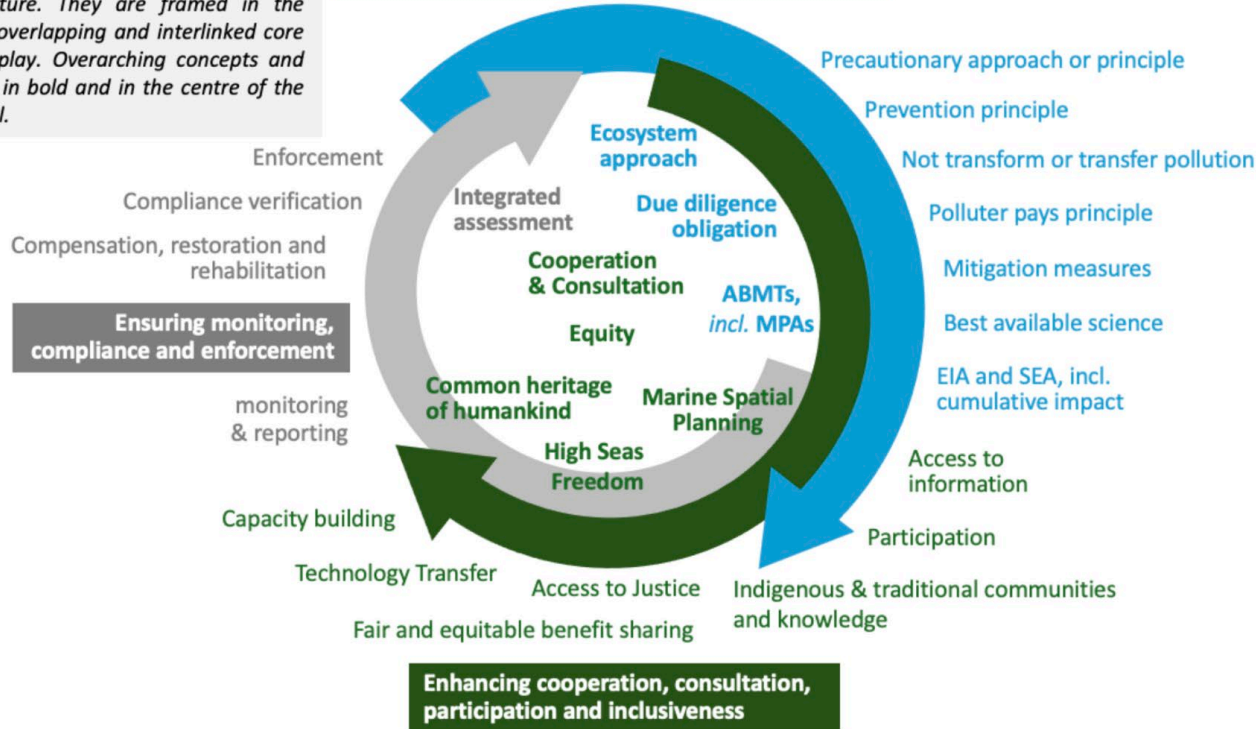 ture. They are framed in the
overlapping and interlinked core
play. Overarching concepts and
in bold and in the centre of the
l.
Precautionary approach or principle
Prevention principle
Not transform or transfer pollution
Polluter pays principle
Mitigation measures
Best available science
EIA and SEA, incl.
cumulative impact
Access to
information
Participation
Indigenous & traditional communities
and knowledge
Access to Justice
Fair and equitable benefit sharing
Technology Transfer
Capacity building
Enhancing cooperation, consultation,
participation and inclusiveness
Enforcement
Compliance verification
Compensation, restoration and
rehabilitation
Ensuring monitoring,
compliance and enforcement
monitoring
& reporting
Ecosystem
approach
Integrated
assessment
Due diligence
obligation
Cooperation
& Consultation
ABMTs,
incl. MPAs
Equity
Common heritage
of humankind
Marine Spatial
Planning
High Seas
Freedom